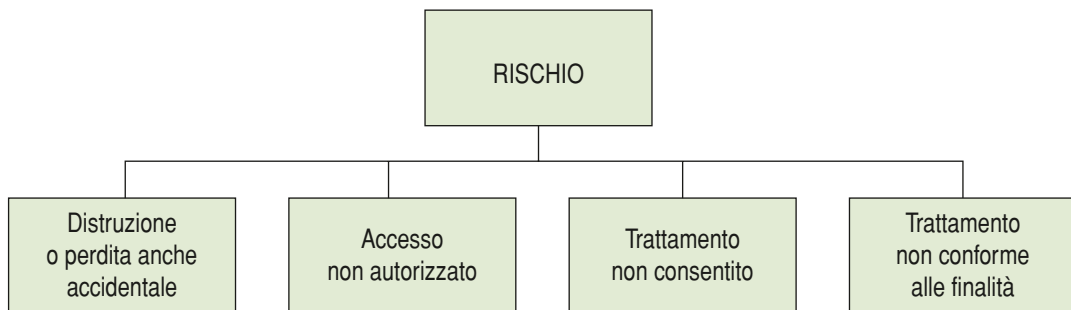 RISCHIO
Distruzione
o perdita anche
accidentale
Accesso
non autorizzato
Trattamento
non consentito
Trattamento
non conforme
alle finalità